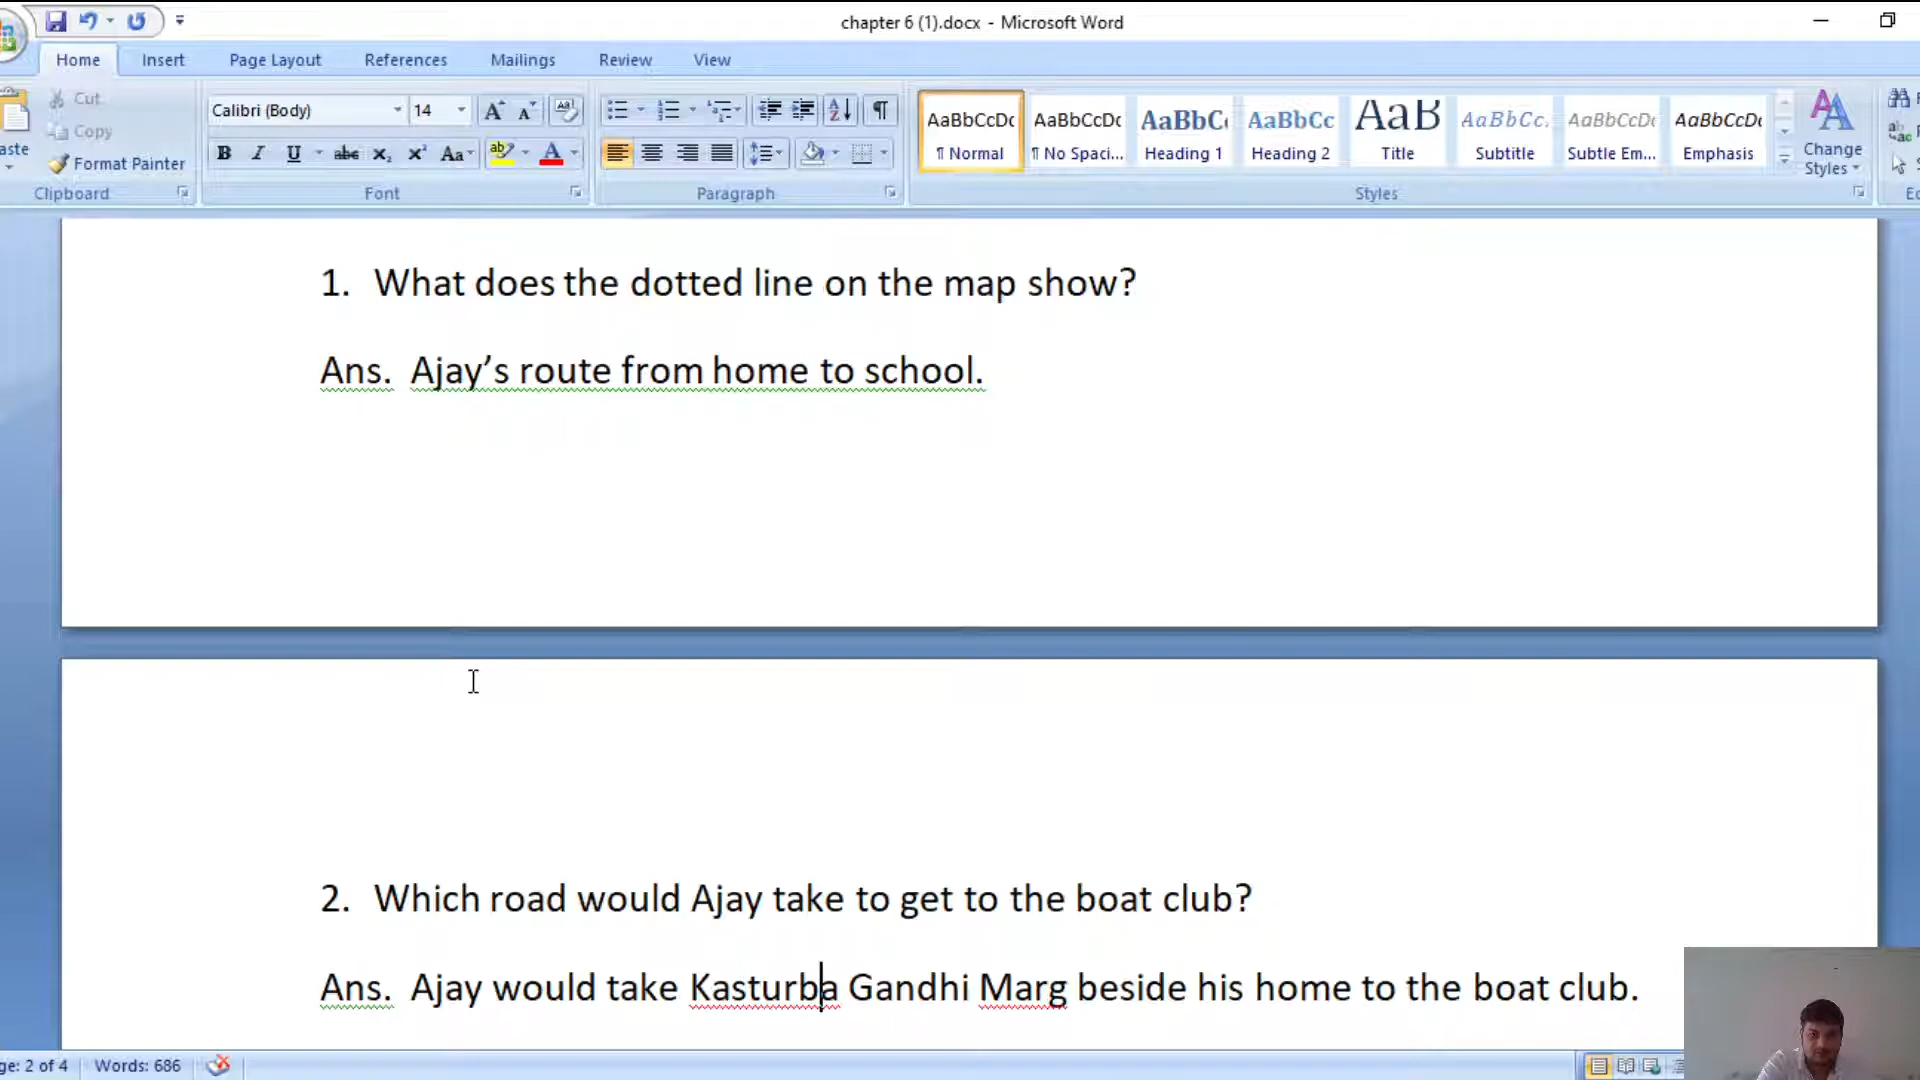 chapter 6 (1).docx - Microsoft Word
Home Insert Page Layout References Mailings Review View
Cut
Copy
Format Painter
Clipboard
Calibri (Body) 14
Font
Paragraph
AaBbCcDc AaBbCcDc AaBbC AaBbCc AaB AaBbCc. AaBbCcDc AaBbCcDc
¶ Normal ¶ No Spaci... Heading 1 Heading 2 Title Subtitle Subtle Em... Emphasis
Change Styles
Styles
1. What does the dotted line on the map show?
Ans. Ajay’s route from home to school.
2. Which road would Ajay take to get to the boat club?
Ans. Ajay would take Kasturba Gandhi Marg beside his home to the boat club.
2 of 4 Words: 686